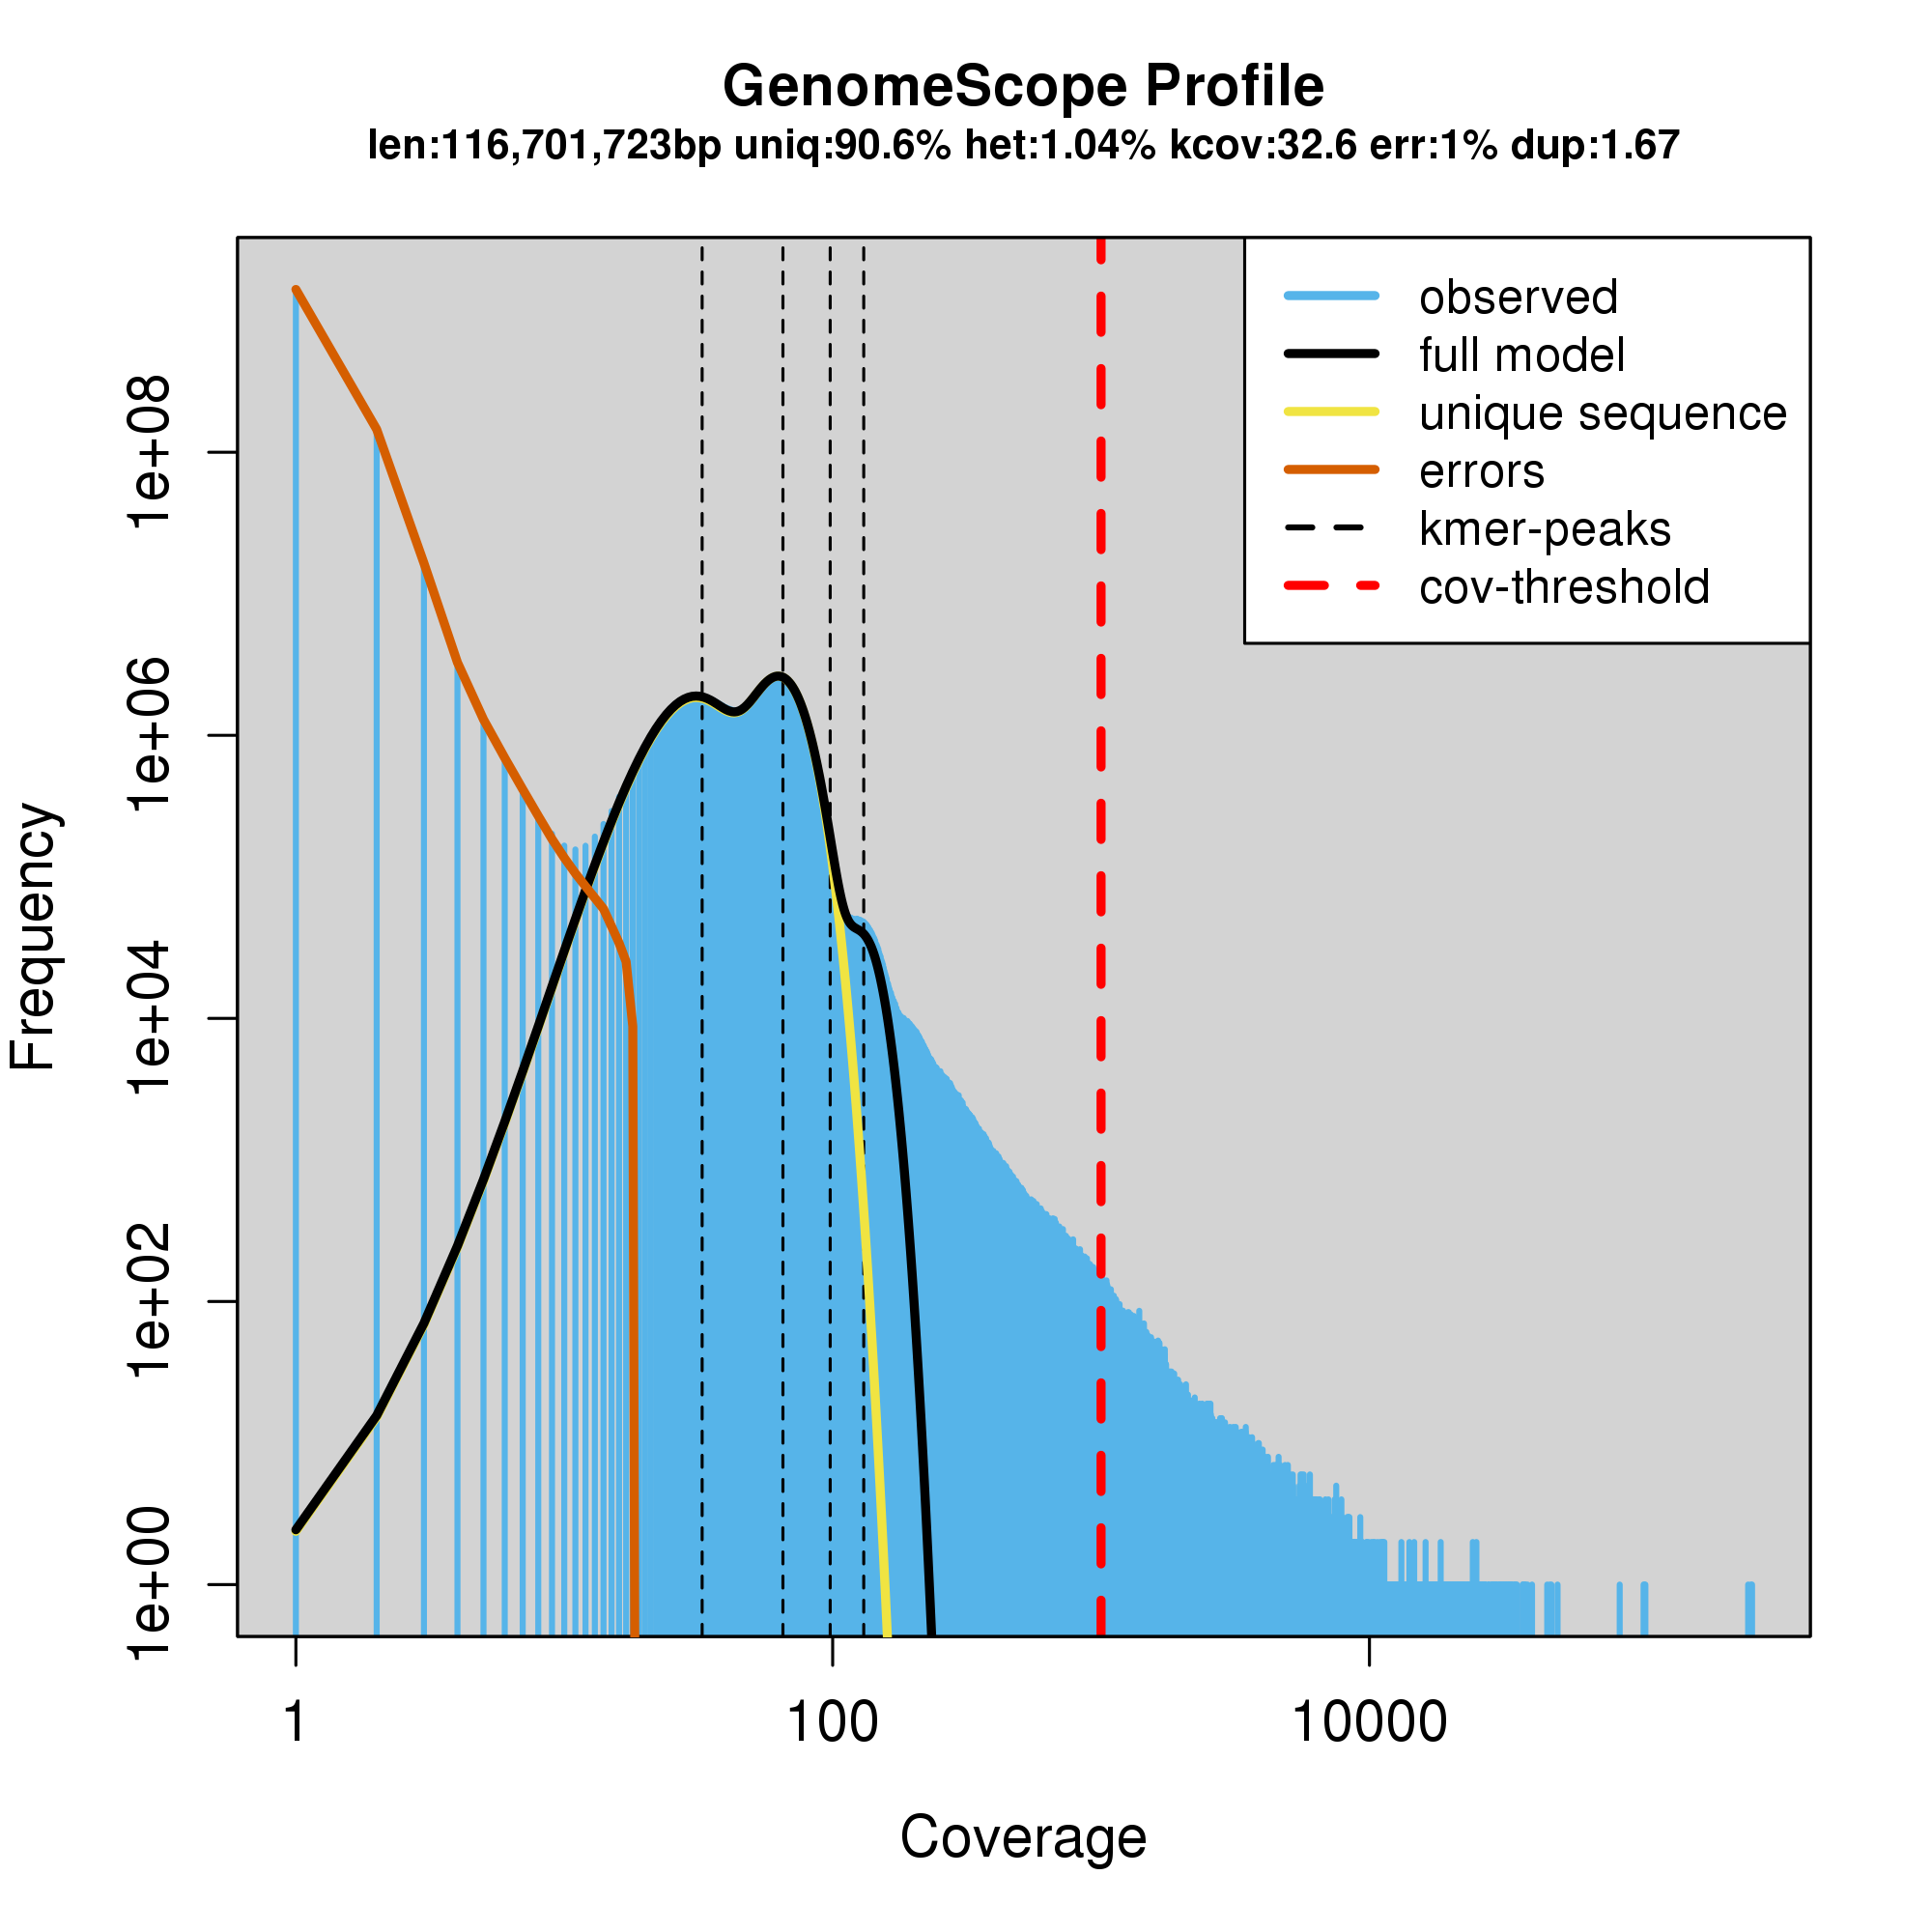 GenomeScope Profile
len:116,701,723bp uniq:90.6% het:1.04% kcov:32.6 err:1% dup:1.67
observed
full model
unique sequence
errors
kmer-peaks
cov-threshold
Frequency
1e+08
1e+06
1e+04
1e+02
1e+00
1
100
10000
Coverage